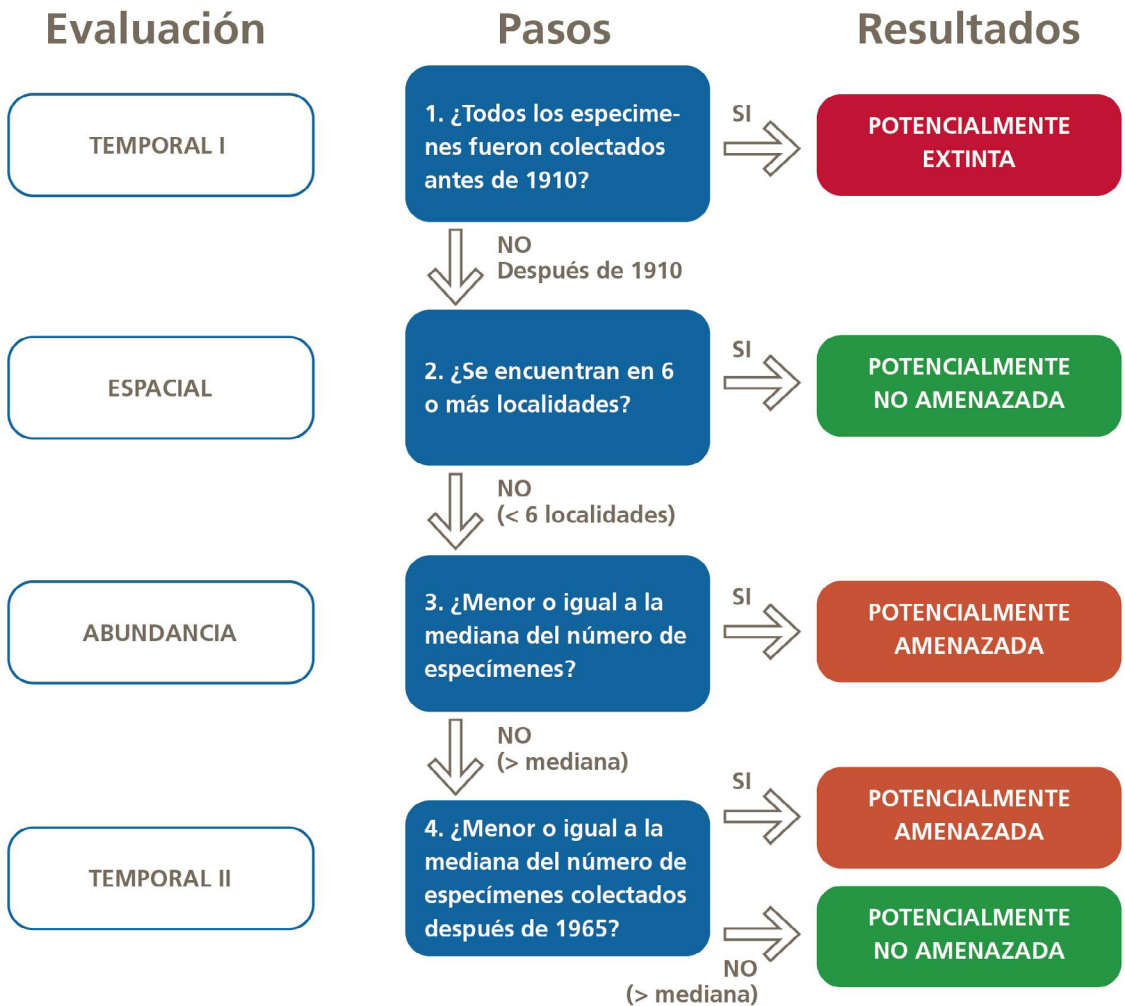 Evaluación
Pasos
Resultados
TEMPORAL I
1. ¿Todos los especime-
nes fueron colectados
antes de 1910?
SI
POTENCIALMENTE
EXTINTA
NO
Después de 1910
ESPACIAL
2. ¿Se encuentran en 6
o más localidades?
SI
POTENCIALMENTE
NO AMENAZADA
NO
(< 6 localidades)
ABUNDANCIA
3. ¿Menor o igual a la
mediana del número de
especímenes?
SI
POTENCIALMENTE
AMENAZADA
NO
(> mediana)
TEMPORAL II
4. ¿Menor o igual a la
mediana del número de
especímenes colectados
después de 1965?
SI
POTENCIALMENTE
AMENAZADA
NO
(> mediana)
POTENCIALMENTE
NO AMENAZADA